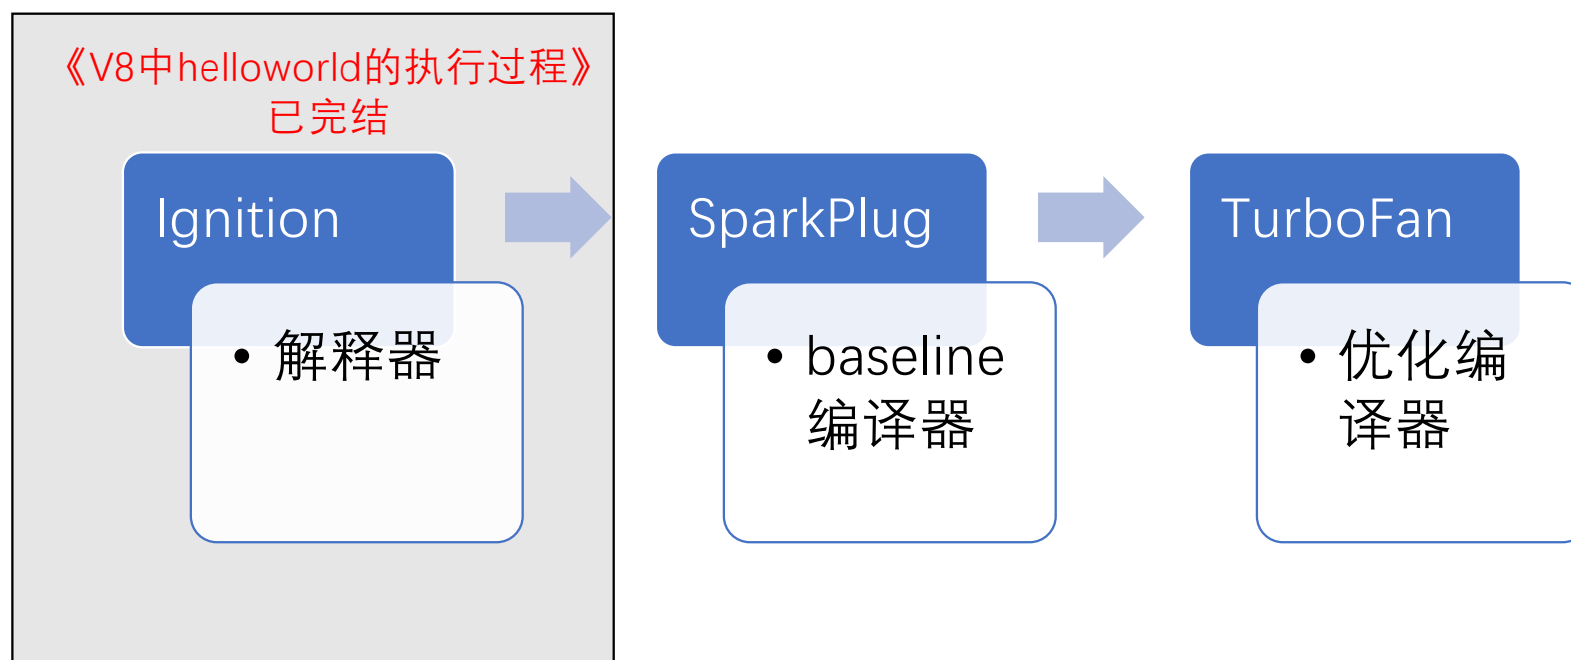 《V8中helloworld的执行过程》
已完结
Ignition
• 解释器
SparkPlug
• baseline
编译器
TurboFan
• 优化编
译器